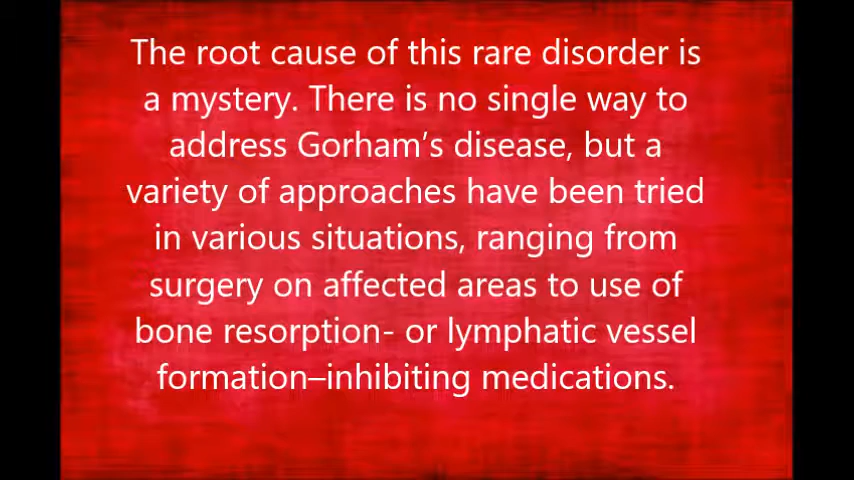 The root cause of this rare disorder is
a mystery. There is no single way to
address Gorham’s disease, but a
variety of approaches have been tried
in various situations, ranging from
surgery on affected areas to use of
bone resorption- or lymphatic vessel
formation–inhibiting medications.